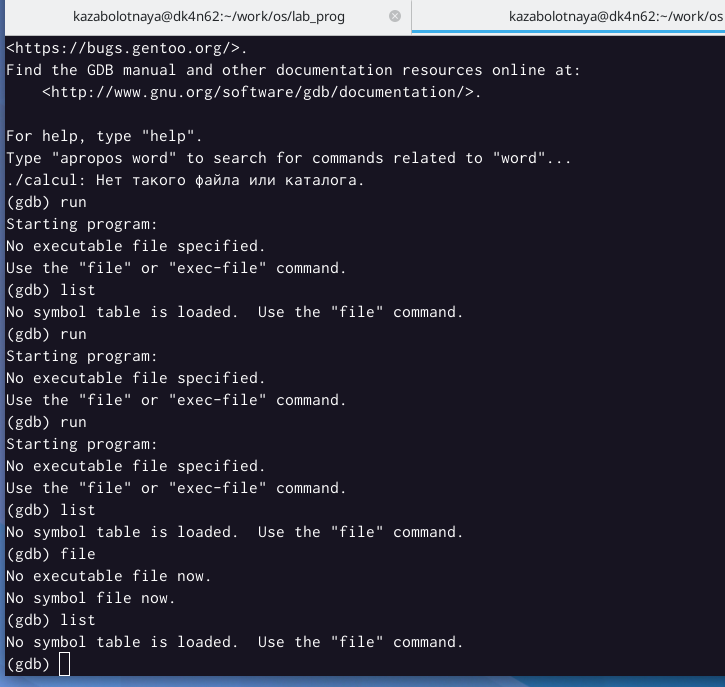 kazabolotnaya@dk4n62:~/work/os/lab_prog
kazabolotnaya@dk4n62:~/work/os
<https://bugs.gentoo.org/>.
Find the GDB manual and other documentation resources online at:
    <http://www.gnu.org/software/gdb/documentation/>.
For help, type "help".
Type "apropos word" to search for commands related to "word"...
./calcul: Нет такого файла или каталога.
(gdb) run
Starting program:
No executable file specified.
Use the "file" or "exec-file" command.
(gdb) list
No symbol table is loaded.  Use the "file" command.
(gdb) run
Starting program:
No executable file specified.
Use the "file" or "exec-file" command.
(gdb) run
Starting program:
No executable file specified.
Use the "file" or "exec-file" command.
(gdb) list
No symbol table is loaded.  Use the "file" command.
(gdb) file
No executable file now.
No symbol file now.
(gdb) list
No symbol table is loaded.  Use the "file" command.
(gdb)